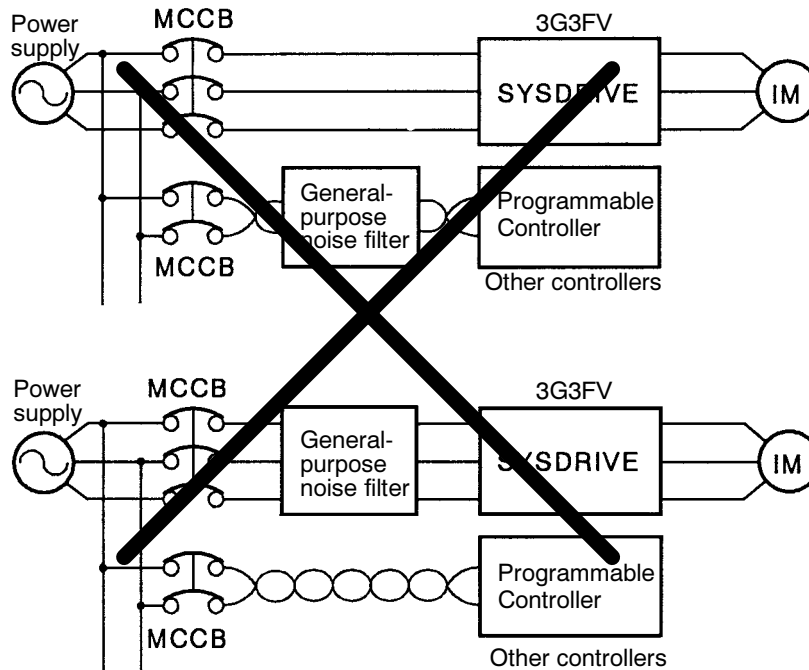 Power
supply
MCCB
3G3FV
SYSDRIVE
IM
General-
purpose
noise filter
Programmable
Controller
MCCB
Other controllers
Power
supply
MCCB
3G3FV
General-
purpose
noise filter
SYSDRIVE
IM
Programmable
Controller
MCCB
Other controllers